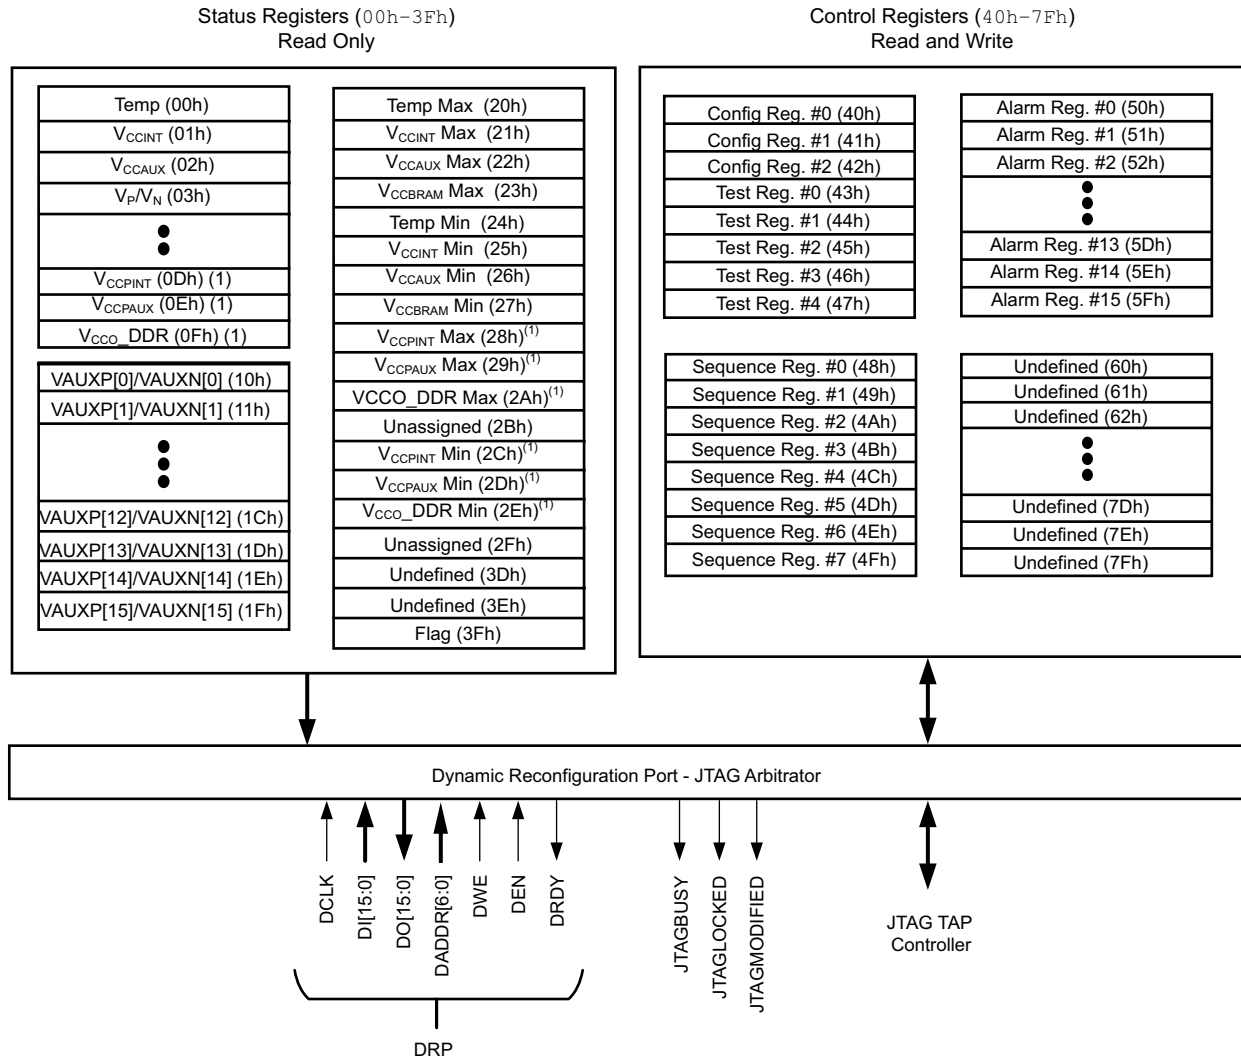 Status Registers (00h–3Fh)
Read Only
Control Registers (40h–7Fh)
Read and Write
Temp (00h)
VCCINT (01h)
VCCAUX (02h)
VP/VN (03h)
VCCPINT (0Dh) (1)
VCCPAUX (0Eh) (1)
VCCO_DDR (0Fh) (1)
VAUXP[0]/VAUXN[0] (10h)
VAUXP[1]/VAUXN[1] (11h)
VAUXP[12]/VAUXN[12] (1Ch)
VAUXP[13]/VAUXN[13] (1Dh)
VAUXP[14]/VAUXN[14] (1Eh)
VAUXP[15]/VAUXN[15] (1Fh)
Temp Max (20h)
VCCINT Max (21h)
VCCAUX Max (22h)
VCCBRAM Max (23h)
Temp Min (24h)
VCCINT Min (25h)
VCCAUX Min (26h)
VCCBRAM Min (27h)
VCCPINT Max (28h)(1)
VCCPAUX Max (29h)(1)
VCCO_DDR Max (2Ah)(1)
Unassigned (2Bh)
VCCPINT Min (2Ch)(1)
VCCPAUX Min (2Dh)(1)
VCCO_DDR Min (2Eh)(1)
Unassigned (2Fh)
Undefined (3Dh)
Undefined (3Eh)
Flag (3Fh)
Config Reg. #0 (40h)
Config Reg. #1 (41h)
Config Reg. #2 (42h)
Test Reg. #0 (43h)
Test Reg. #1 (44h)
Test Reg. #2 (45h)
Test Reg. #3 (46h)
Test Reg. #4 (47h)
Sequence Reg. #0 (48h)
Sequence Reg. #1 (49h)
Sequence Reg. #2 (4Ah)
Sequence Reg. #3 (4Bh)
Sequence Reg. #4 (4Ch)
Sequence Reg. #5 (4Dh)
Sequence Reg. #6 (4Eh)
Sequence Reg. #7 (4Fh)
Alarm Reg. #0 (50h)
Alarm Reg. #1 (51h)
Alarm Reg. #2 (52h)
Alarm Reg. #13 (5Dh)
Alarm Reg. #14 (5Eh)
Alarm Reg. #15 (5Fh)
Undefined (60h)
Undefined (61h)
Undefined (62h)
Undefined (7Dh)
Undefined (7Eh)
Undefined (7Fh)
Dynamic Reconfiguration Port - JTAG Arbitrator
DCLK
DI[15:0]
DO[15:0]
DADDR[6:0]
DWE
DEN
DRDY
JTAGBUSY
JTAGLOCKED
JTAGMODIFIED
JTAG TAP
Controller
DRP